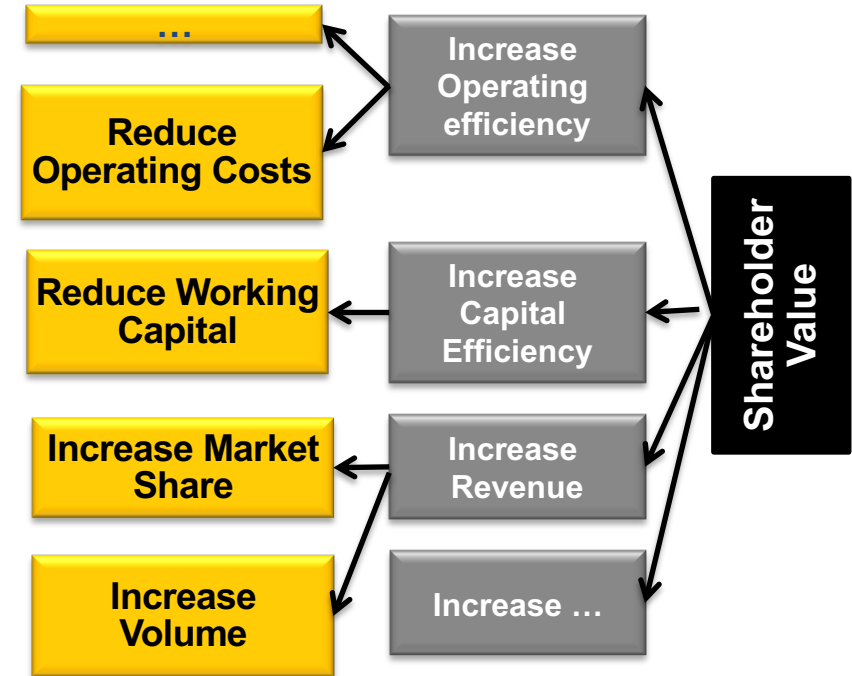 ...
Reduce
Operating Costs
Reduce Working
Capital
Increase Market
Share
Increase
Volume
Increase
Operating
efficiency
Increase
Capital
Efficiency
Increase
Revenue
Increase ...
Shareholder
Value